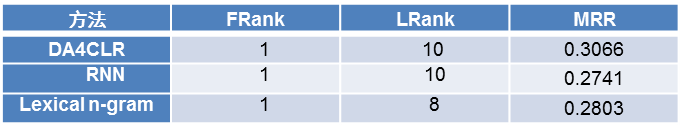 方法 FRank LRank MRR
DA4CLR 1 10 0.3066
RNN 1 10 0.2741
Lexical n-gram 1 8 0.2803